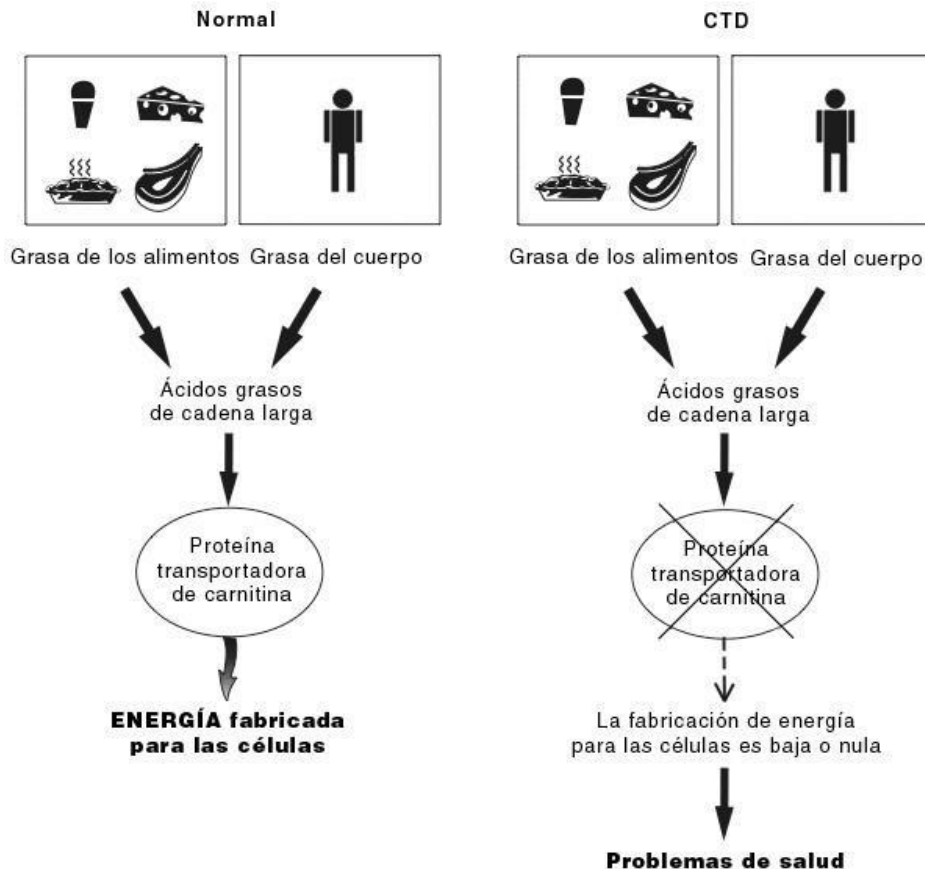 Normal
Grasa de los alimentos
Grasa del cuerpo
Ácidos grasos
de cadena larga
Proteína
transportadora
de carnitina
ENERGÍA fabricada
para las células
CTD
Grasa de los alimentos
Grasa del cuerpo
Ácidos grasos
de cadena larga
Proteína
transportadora
de carnitina
La fabricación de energía
para las células es baja o nula
Problemas de salud